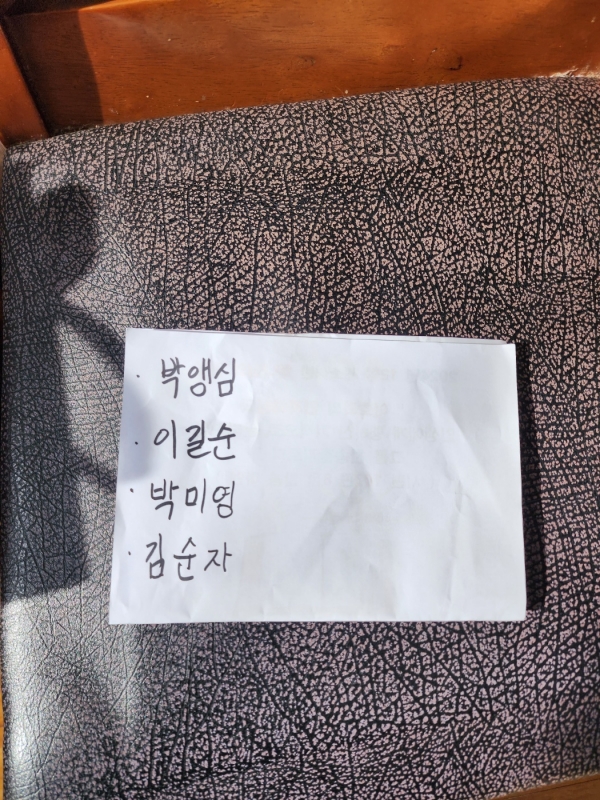 · 박앵심
· 이길순
· 박미영
· 김순자